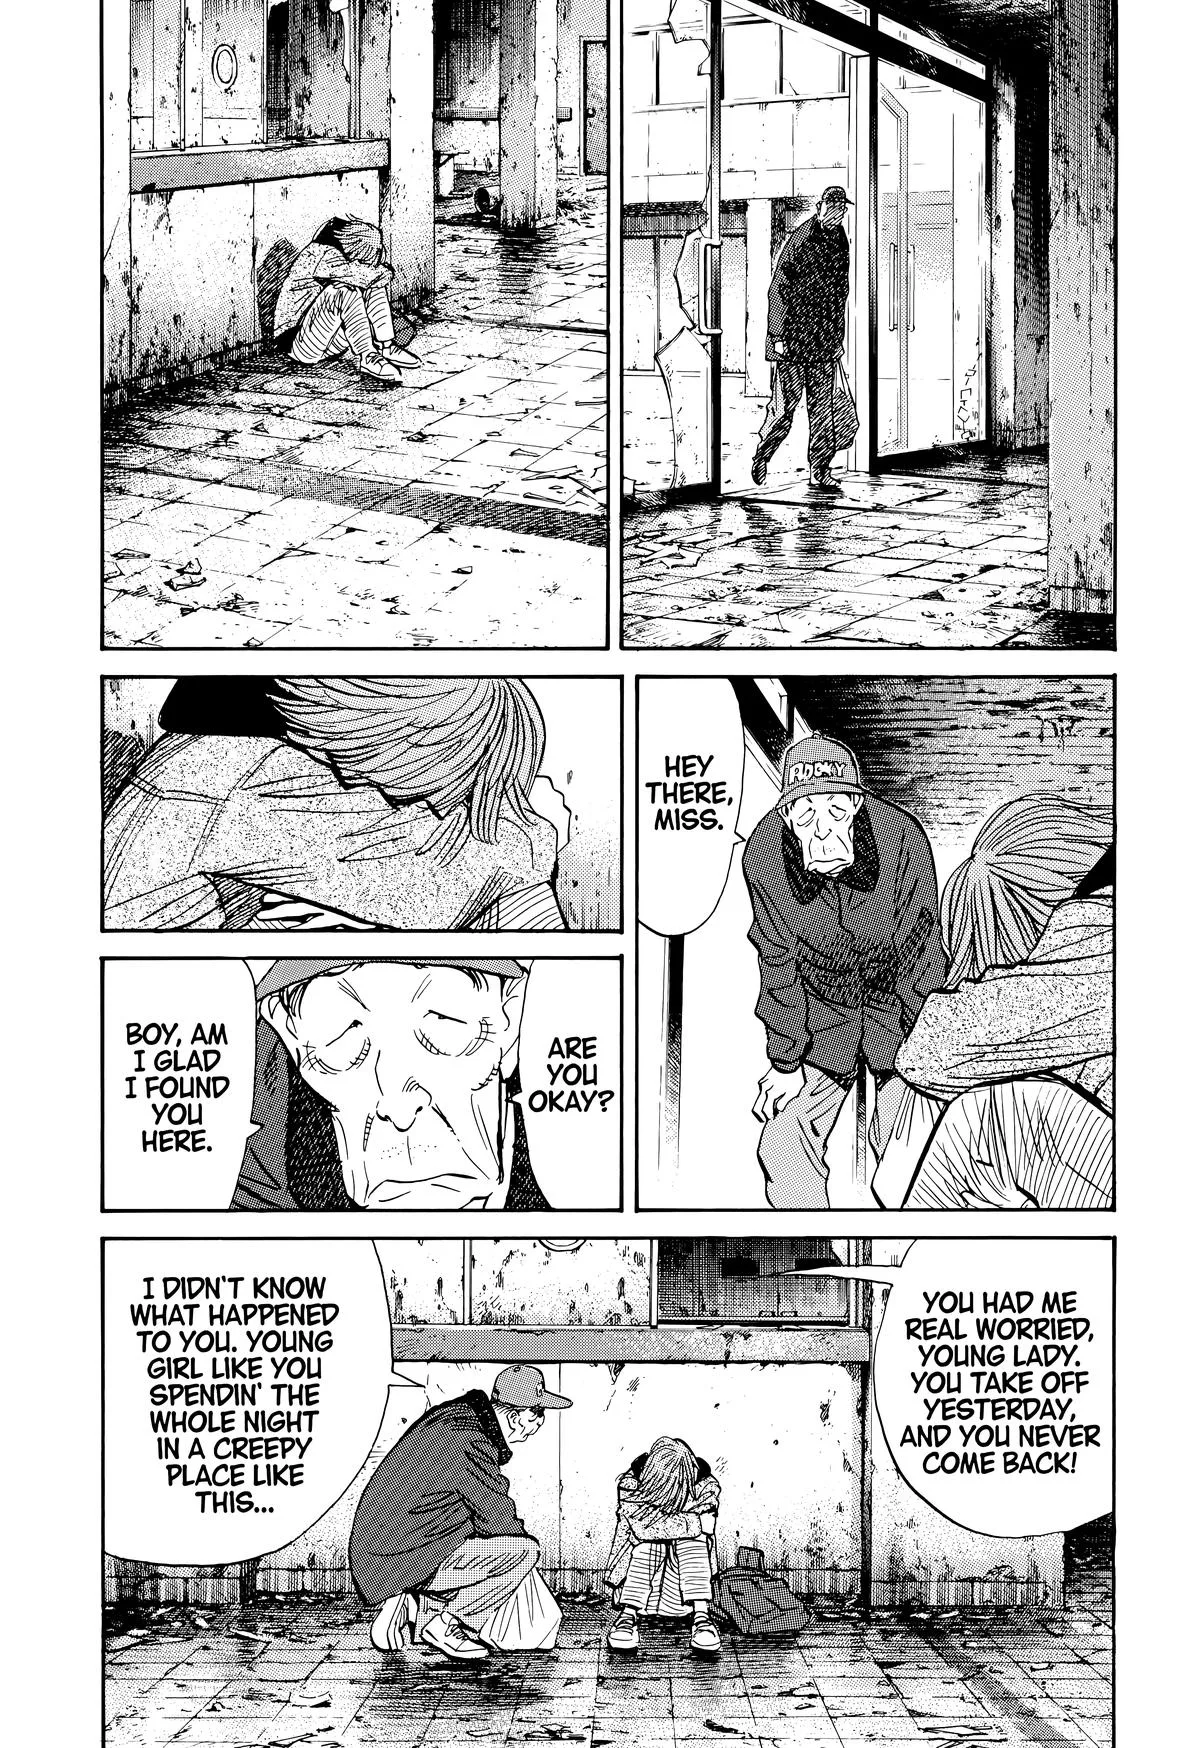 HEY
THERE,
MISS.
ROOKY
ARE
YOU
OKAY?
BOY, AM
I GLAD
I FOUND
YOU
HERE.
YOU HAD ME
REAL WORRIED,
YOUNG LADY.
YOU TAKE OFF
YESTERDAY,
AND YOU NEVER
COME BACK!
I DIDN'T KNOW
WHAT HAPPENED
TO YOU. YOUNG
GIRL LIKE YOU
SPENDIN' THE
WHOLE NIGHT
IN A CREEPY
PLACE LIKE
THIS...